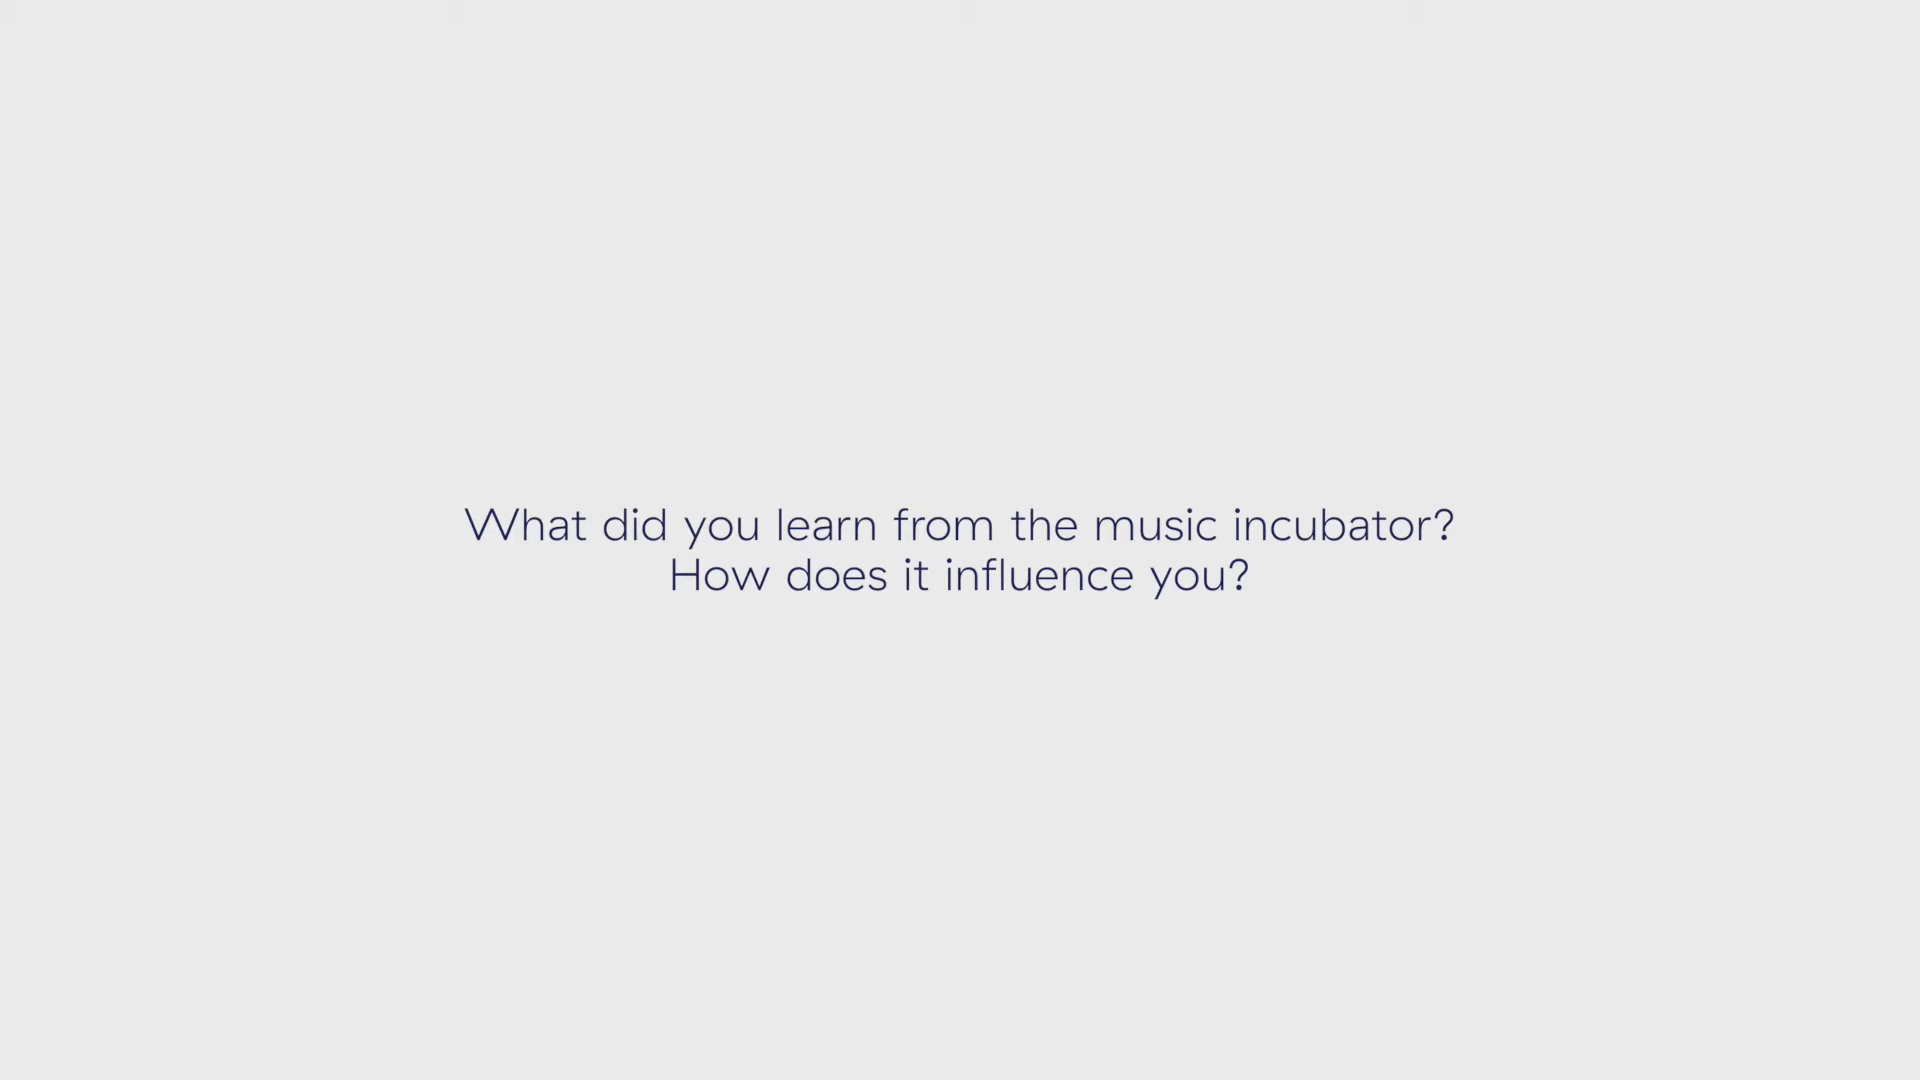 What did you learn from the music incubator?
How does it influence you?